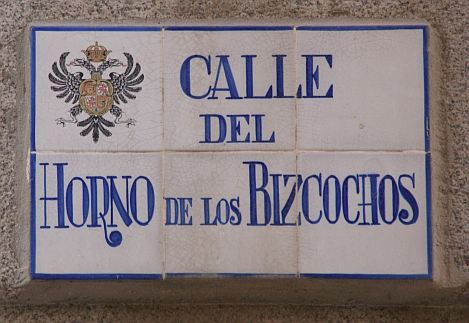 CALLE
DEL
HORNO DE LOS BIZCOCHOS